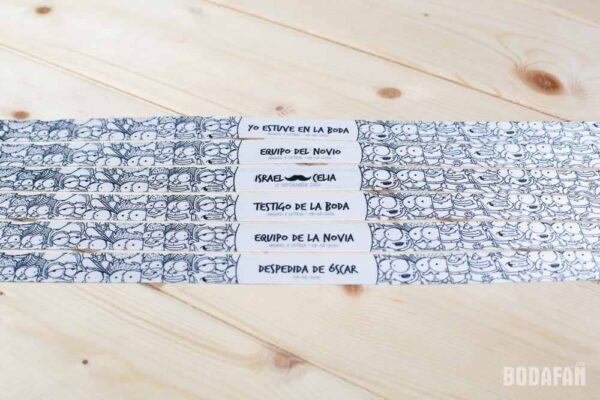 YO ESTUVE EN LA BODA
EQUIPO DEL NOVIO
ISRAEL CELIA
TESTIGO DE LA BODA
EQUIPO DE LA NOVIA
DESPEDIDA DE ÓSCAR
BODAFAN